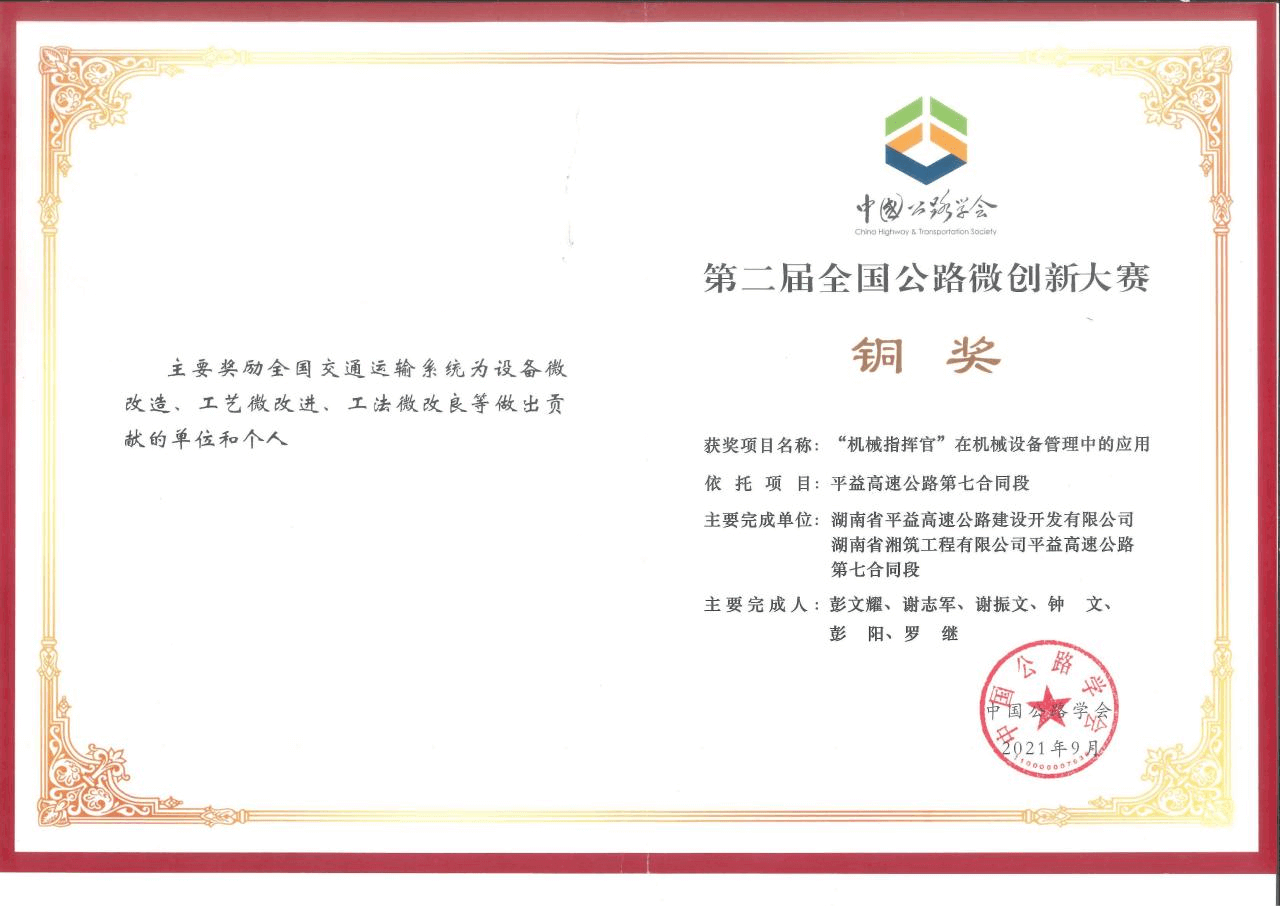 主要奖励全国交通运输系统为设备微
改造、工艺微改进、工法微改良等做出贡
献的单位和个人
中国公路学会
China Highway & Transportation Society
第二届全国公路微创新大赛
铜 奖
获奖项目名称：“机械指挥官”在机械设备管理中的应用
依托项目：平益高速公路第七合同段
主要完成单位：湖南省平益高速公路建设开发有限公司
湖南省湘筑工程有限公司平益高速公路
第七合同段
主要完成人：彭文耀、谢志军、谢振文、钟 文、
彭 阳、罗 继
中国公路学会
中国公路学会
2021年9月